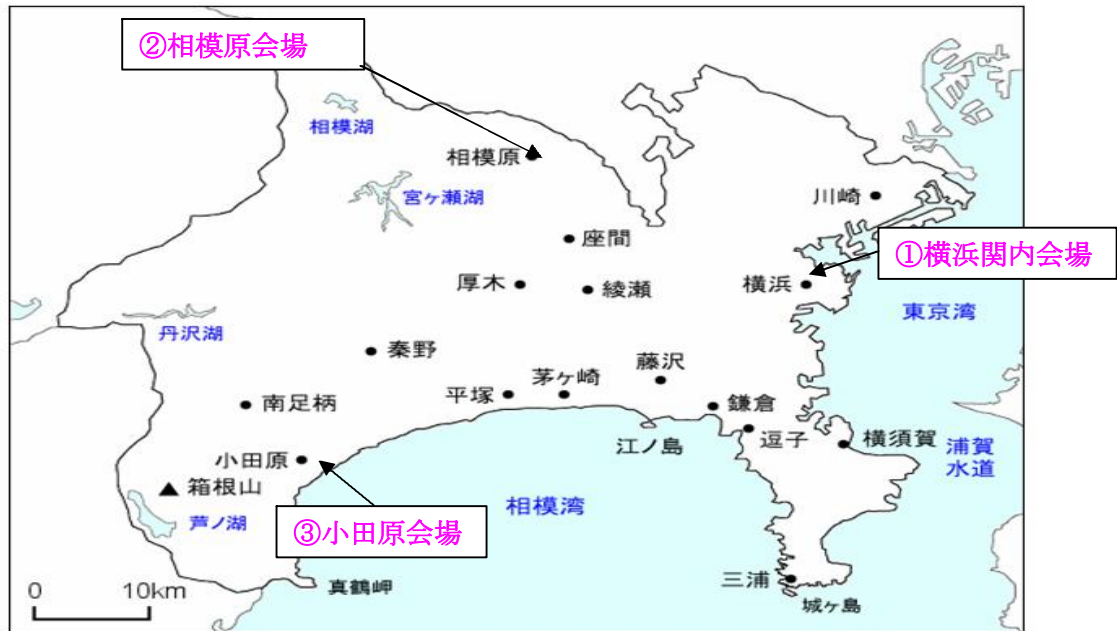 ②相模原会場
相模湖
相模原
宮ヶ瀬湖
川崎
座間
①横浜関内会場
厚木
綾瀬
横浜
東京湾
丹沢湖
秦野
藤沢
平塚
茅ヶ崎
南足柄
鎌倉
江ノ島
逗子
横須賀
浦賀
水道
小田原
箱根山
芦ノ湖
相模湾
③小田原会場
真鶴岬
三浦
城ヶ島
0
10km